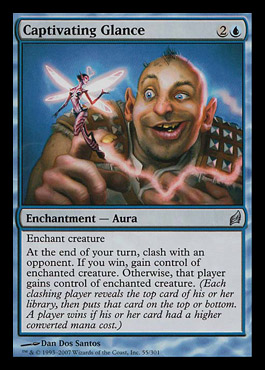 Captivating Glance 2
Enchantment — Aura
Enchant creature
At the end of your turn, clash with an
opponent. If you win, gain control of
enchanted creature. Otherwise, that player
gains control of enchanted creature. (Each
clashing player reveals the top card of his or her
library, then puts that card on the top or bottom.
A player wins if his or her card had a higher
converted mana cost.)
Dan Dos Santos
™ & © 1993-2007 Wizards of the Coast, Inc. 55/301